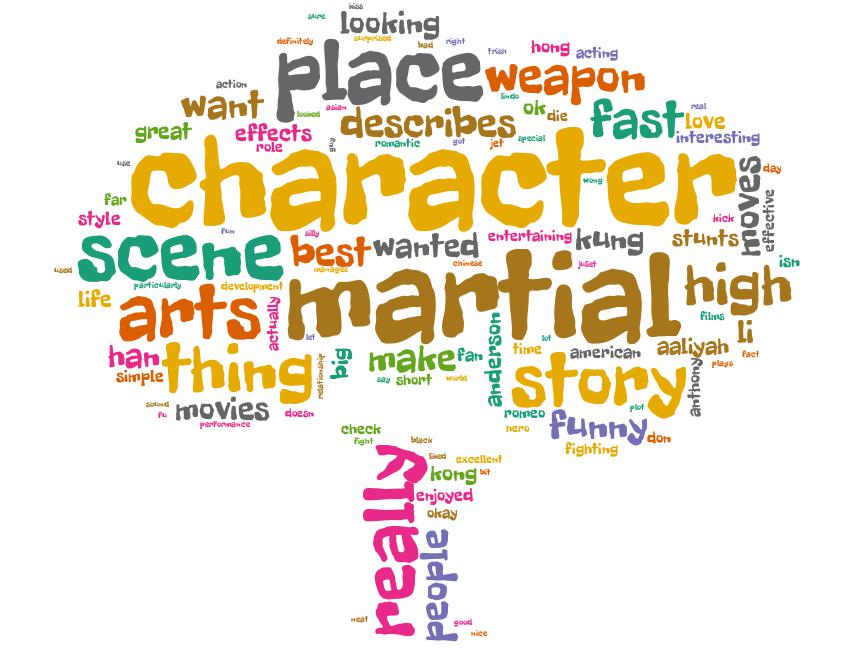 kiss
sure
looking
definitely
surprised
bad
right
trish
hong
acting
place
weapon
action
want
looked
asian
lindo
ok
die
fast
real
love
great
effects
describes
interesting
role
guy
romantic
got
jet
special
use
character
wong
moves
day
far
style
kick
effective
fun
silly
entertaining
kung
stunts
scene
best
wanted
isn
used
manages
chinese
juliet
particularly
development
high
life
arts
actually
martial
films
li
let
anderson
lot
han
thing
relationship
big
make
fan
time
american
aaliyah
fact
simple
say
short
world
story
anthony
plays
sound
fu
movies
doesn
romeo
plot
performance
hero
funny
don
check
fight
black
fighting
liked
excellent
really
kong
bit
enjoyed
okay
people
neat
good
nice